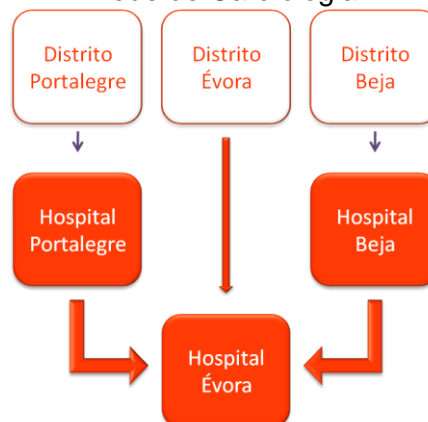 Distrito
Portalegre
Distrito
Évora
Distrito
Beja
Hospital
Portalegre
Hospital
Beja
Hospital
Évora